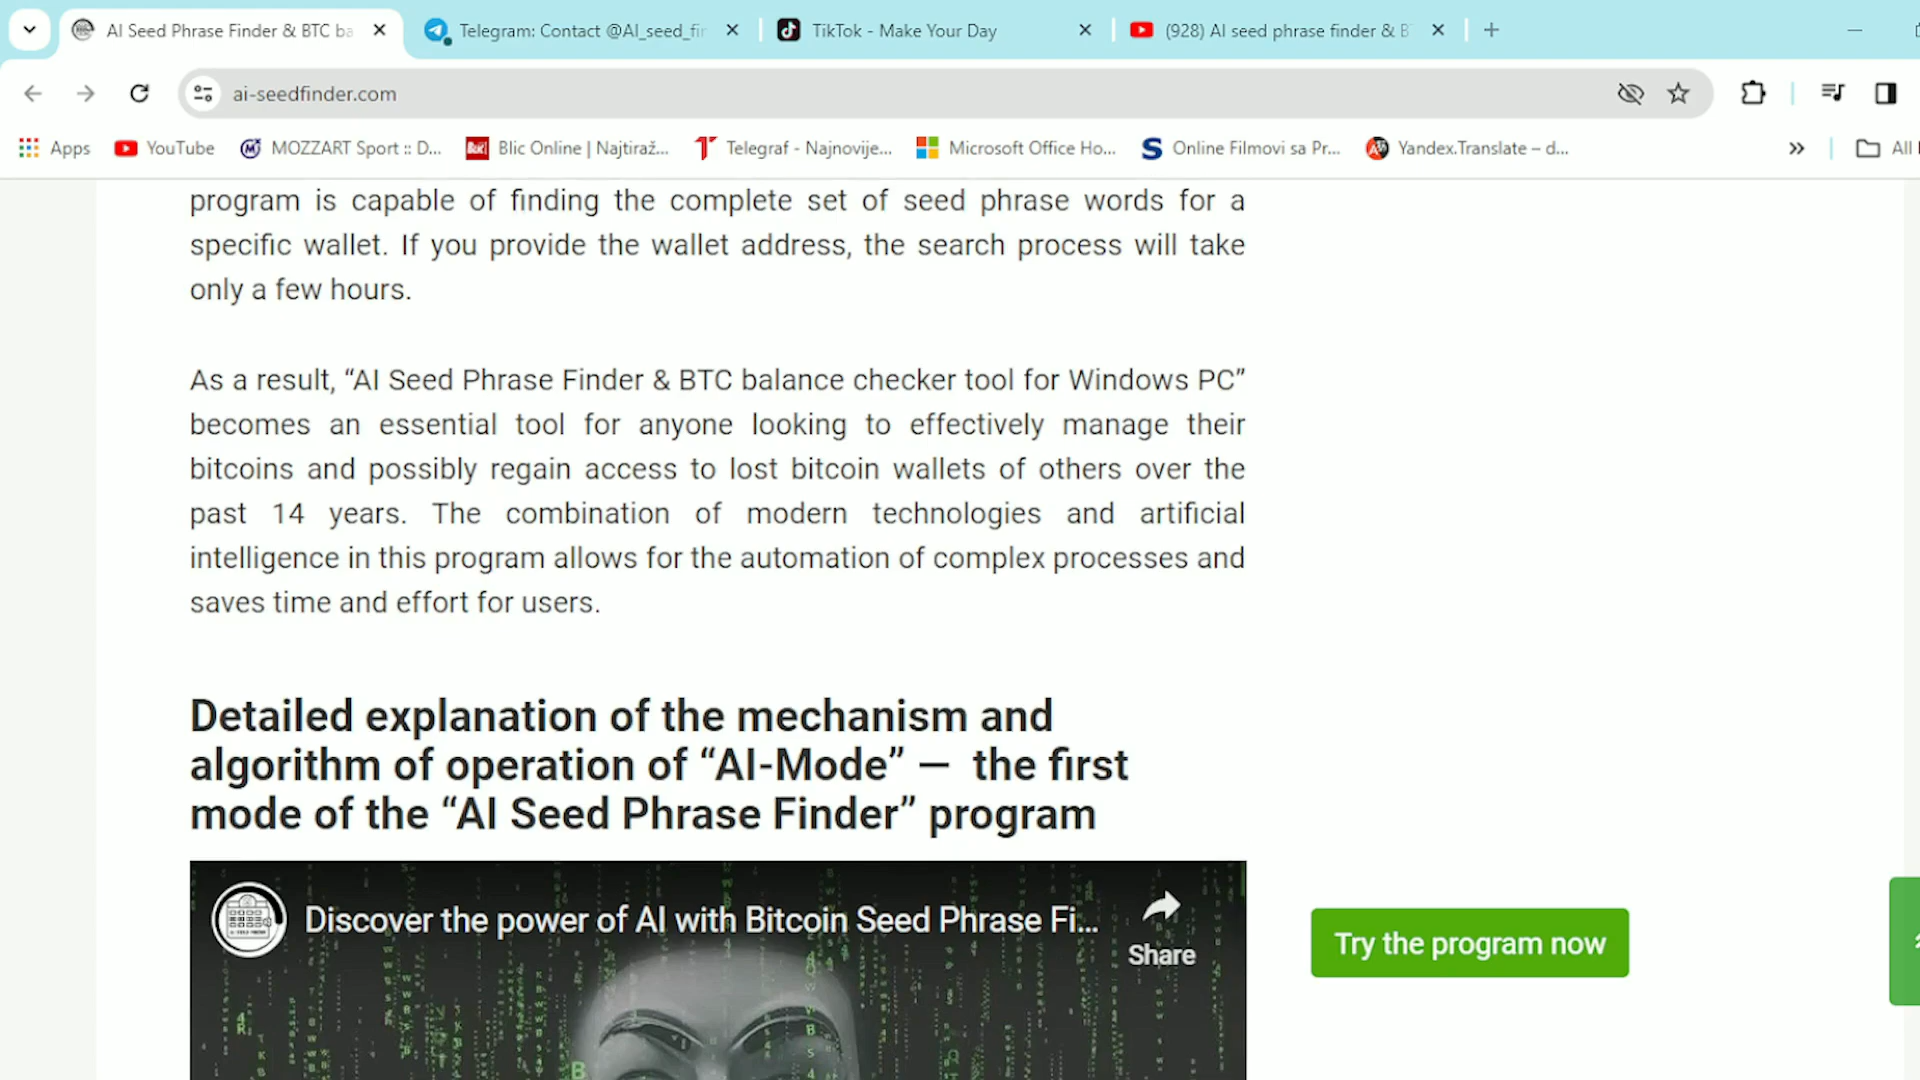 AI Seed Phrase Finder & BTC ba
Telegram: Contact @AI_seed_fin
TikTok - Make Your Day
(928) AI seed phrase finder & BT
ai-seedfinder.com
Apps
YouTube
MOZZART Sport :: D...
Blic Online | Najtiraž...
Telegraf - Najnovije...
Microsoft Office Ho...
Online Filmovi sa Pr...
Yandex.Translate – d...
All
program is capable of finding the complete set of seed phrase words for a
specific wallet. If you provide the wallet address, the search process will take
only a few hours.
As a result, “AI Seed Phrase Finder & BTC balance checker tool for Windows PC”
becomes an essential tool for anyone looking to effectively manage their
bitcoins and possibly regain access to lost bitcoin wallets of others over the
past 14 years. The combination of modern technologies and artificial
intelligence in this program allows for the automation of complex processes and
saves time and effort for users.
Detailed explanation of the mechanism and
algorithm of operation of “AI-Mode” — the first
mode of the “AI Seed Phrase Finder” program
Discover the power of AI with Bitcoin Seed Phrase Fi...
Share
Try the program now